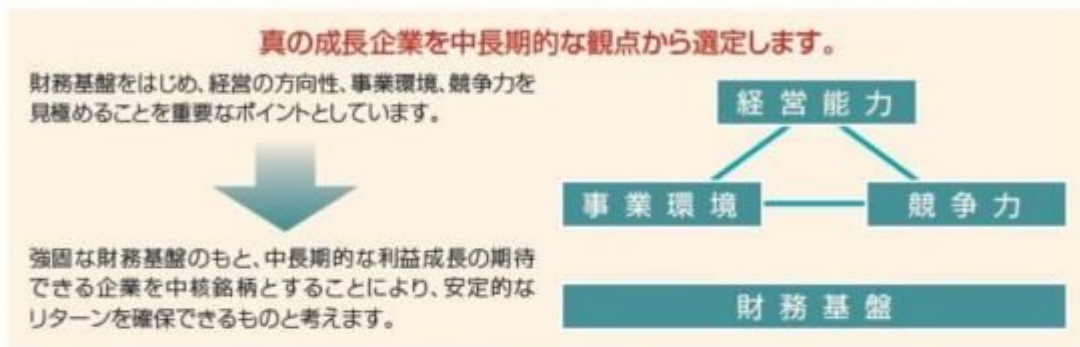 真の成長企業を中長期的な観点から選定します。
財務基盤をはじめ、経営の方向性、事業環境、競争力を
見極めることを重要なポイントとしています。
経営能力
事業環境
競争力
強固な財務基盤のもと、中長期的な利益成長の期待
できる企業を中核銘柄とすることにより、安定的な
リターンを確保できるものと考えます。
財務基盤